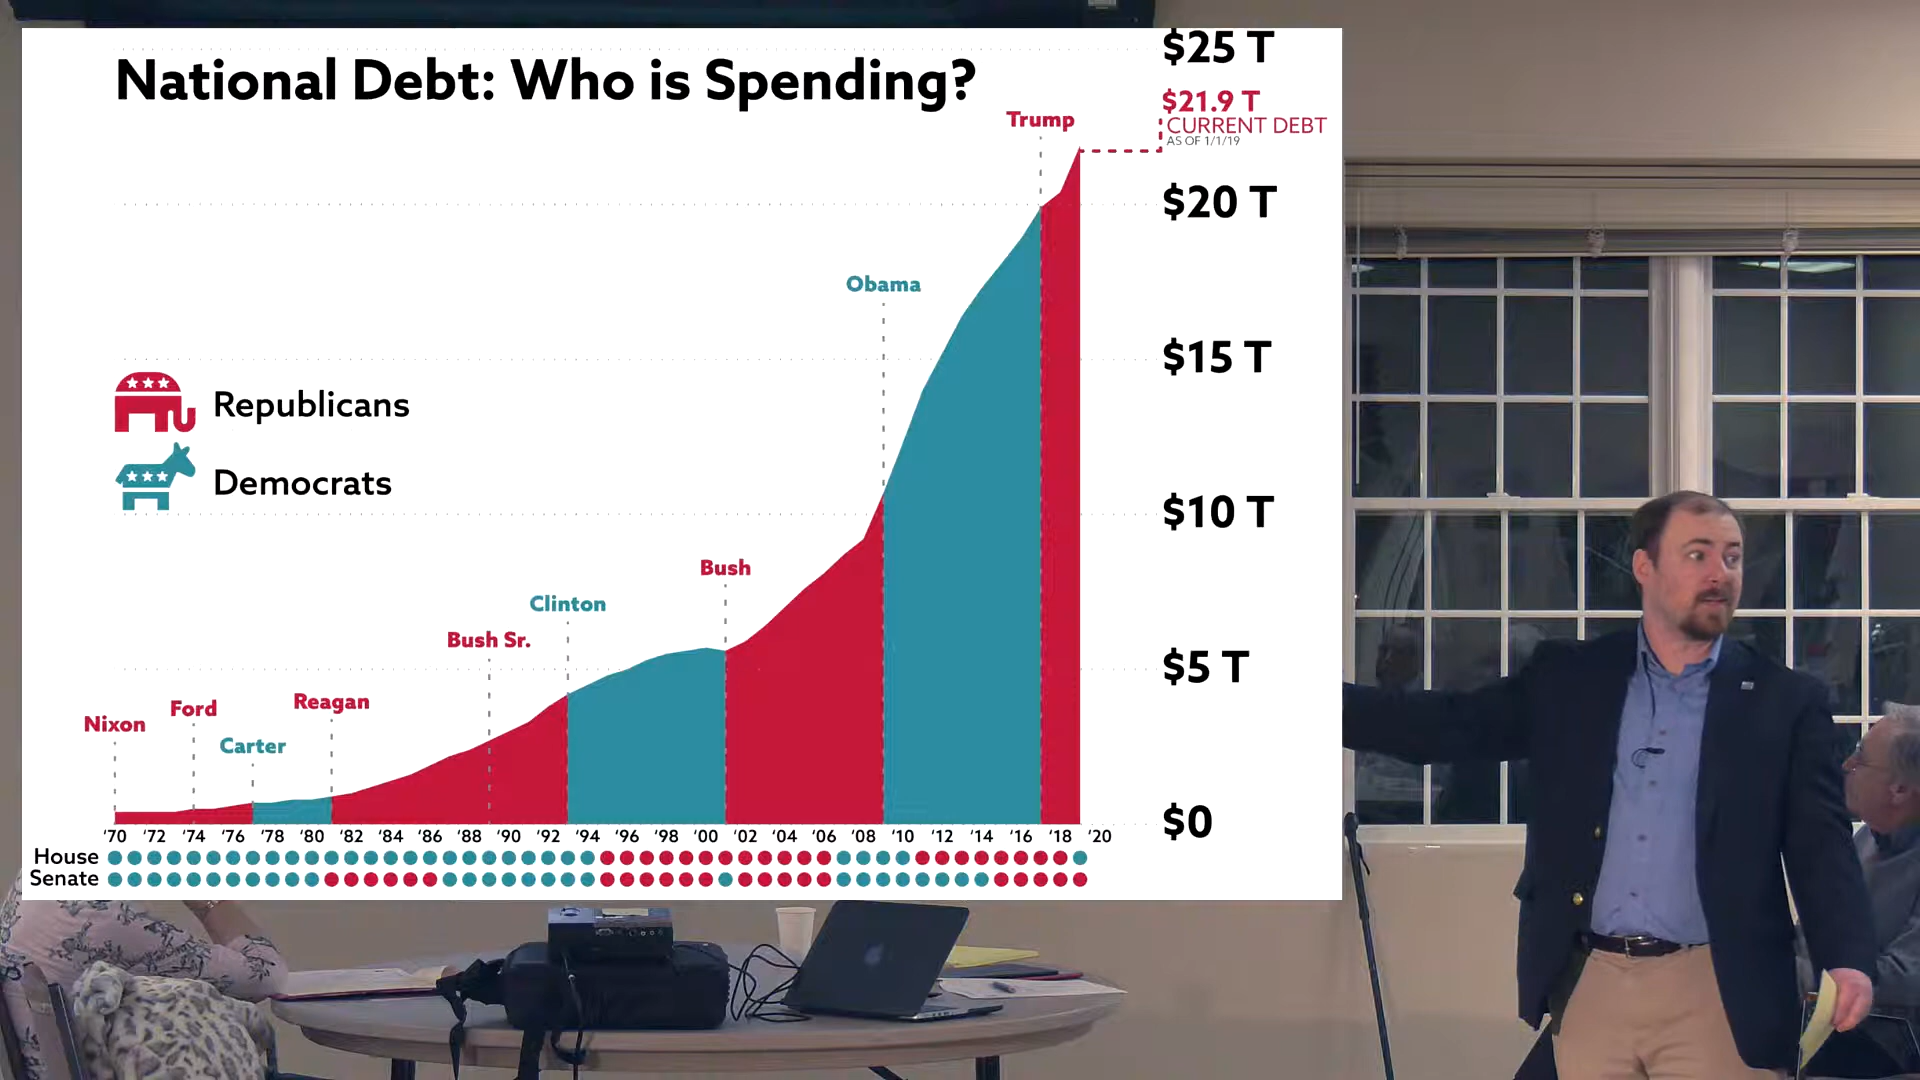 National Debt: Who is Spending?
$25 T
$21.9 T
CURRENT DEBT
AS OF 1/1/19
Trump
$20 T
Obama
$15 T
Republicans
Democrats
$10 T
Bush
Clinton
Bush Sr.
$5 T
Reagan
Ford
Nixon
Carter
$0
‘70 ‘72 ‘74 ‘76 ‘78 ‘80 ‘82 ‘84 ‘86 ‘88 ‘90 ‘92 ‘94 ‘96 ‘98 ‘00 ‘02 ‘04 ‘06 ‘08 ‘10 ‘12 ‘14 ‘16 ‘18 ‘20
House
Senate